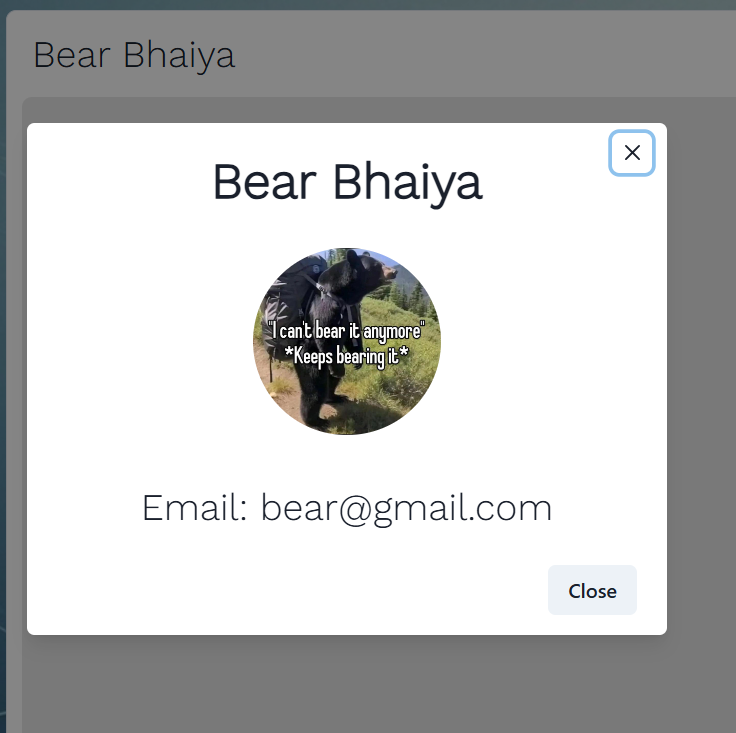 Bear Bhaiya
Bear Bhaiya
"I can't bear it anymore"
*Keeps bearing it*
Email: bear@gmail.com
Close